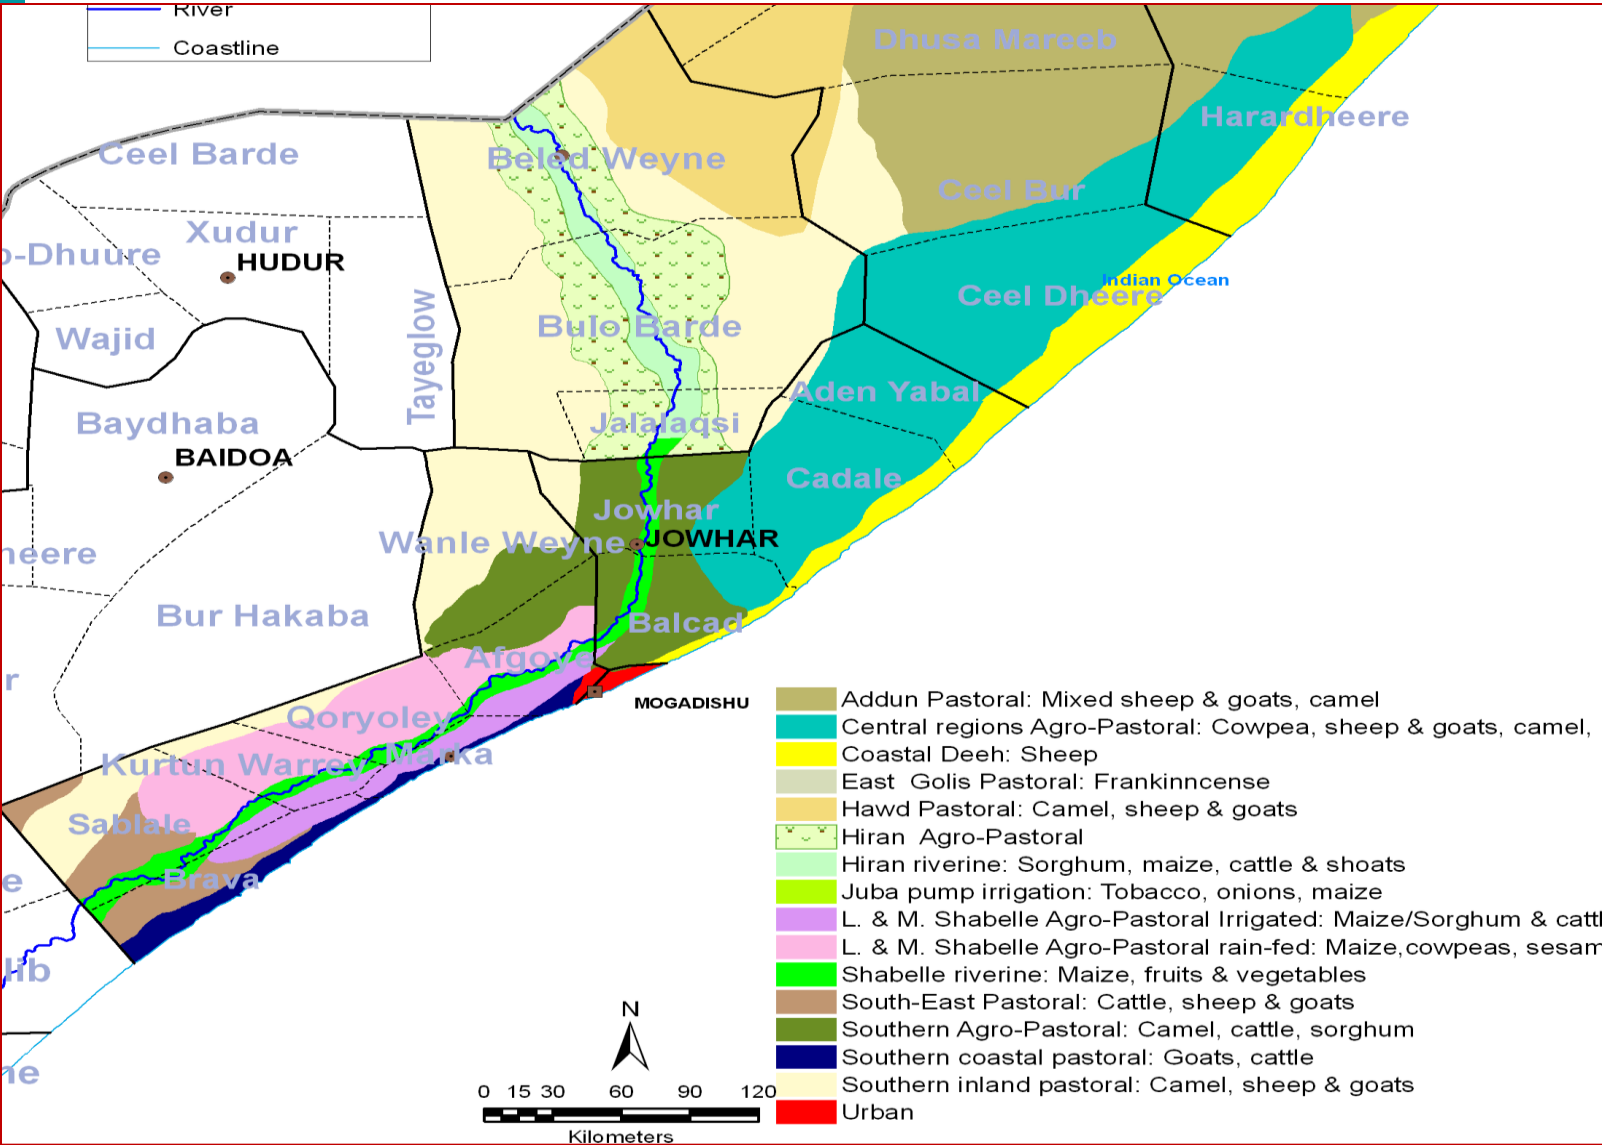 River
Coastline
Dhusa Mareeb
Harardheere
Ceel Barde
Beled Weyne
Ceel Bur
Xudur
o-Dhuure
HUDUR
Indian Ocean
Ceel Dheere
Wajid
Tayeglow
Bulo Barde
Aden Yabal
Baydhaba
Jalalaqsi
BAIDOA
Cadale
Jowhar
Wanle Weyne
JOWHAR
heere
Bur Hakaba
Balcad
Afgoye
r
MOGADISHU
Qoryoley
Marka
Kurtun Warrey
Sablale
Brava
e
lib
ne
Addun Pastoral: Mixed sheep & goats, camel
Central regions Agro-Pastoral: Cowpea, sheep & goats, camel,
Coastal Deeh: Sheep
East Golis Pastoral: Frankinncense
Hawd Pastoral: Camel, sheep & goats
Hiran Agro-Pastoral
Hiran riverine: Sorghum, maize, cattle & shoats
Juba pump irrigation: Tobacco, onions, maize
L. & M. Shabelle Agro-Pastoral Irrigated: Maize/Sorghum & cattl
L. & M. Shabelle Agro-Pastoral rain-fed: Maize,cowpeas, sesam
Shabelle riverine: Maize, fruits & vegetables
South-East Pastoral: Cattle, sheep & goats
Southern Agro-Pastoral: Camel, cattle, sorghum
Southern coastal pastoral: Goats, cattle
Southern inland pastoral: Camel, sheep & goats
Urban
N
0 15 30 60 90 120
Kilometers